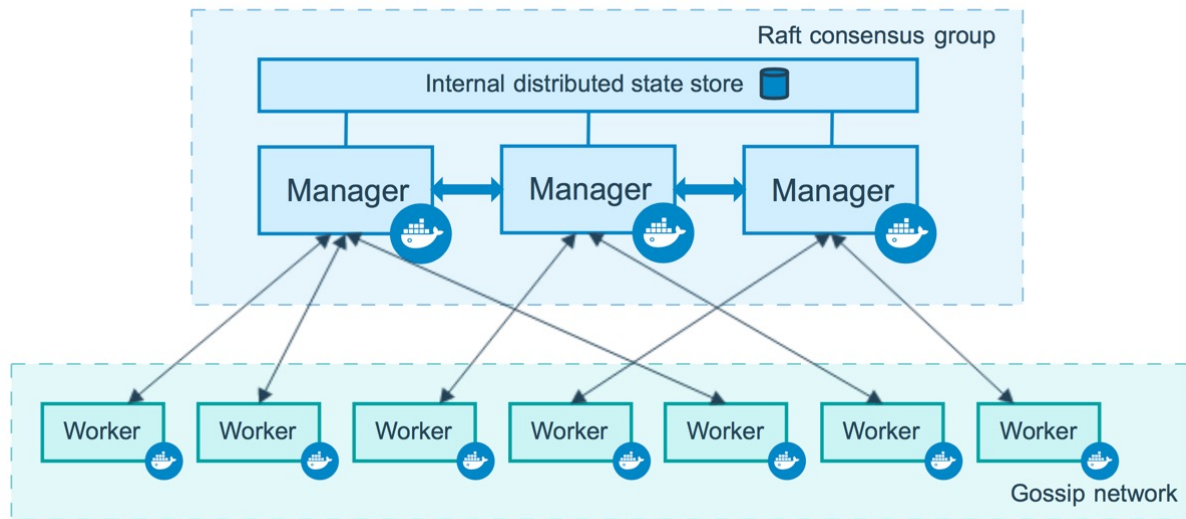 Raft consensus group
Internal distributed state store
Manager
Manager
Manager
Worker
Worker
Worker
Worker
Worker
Worker
Worker
Gossip network